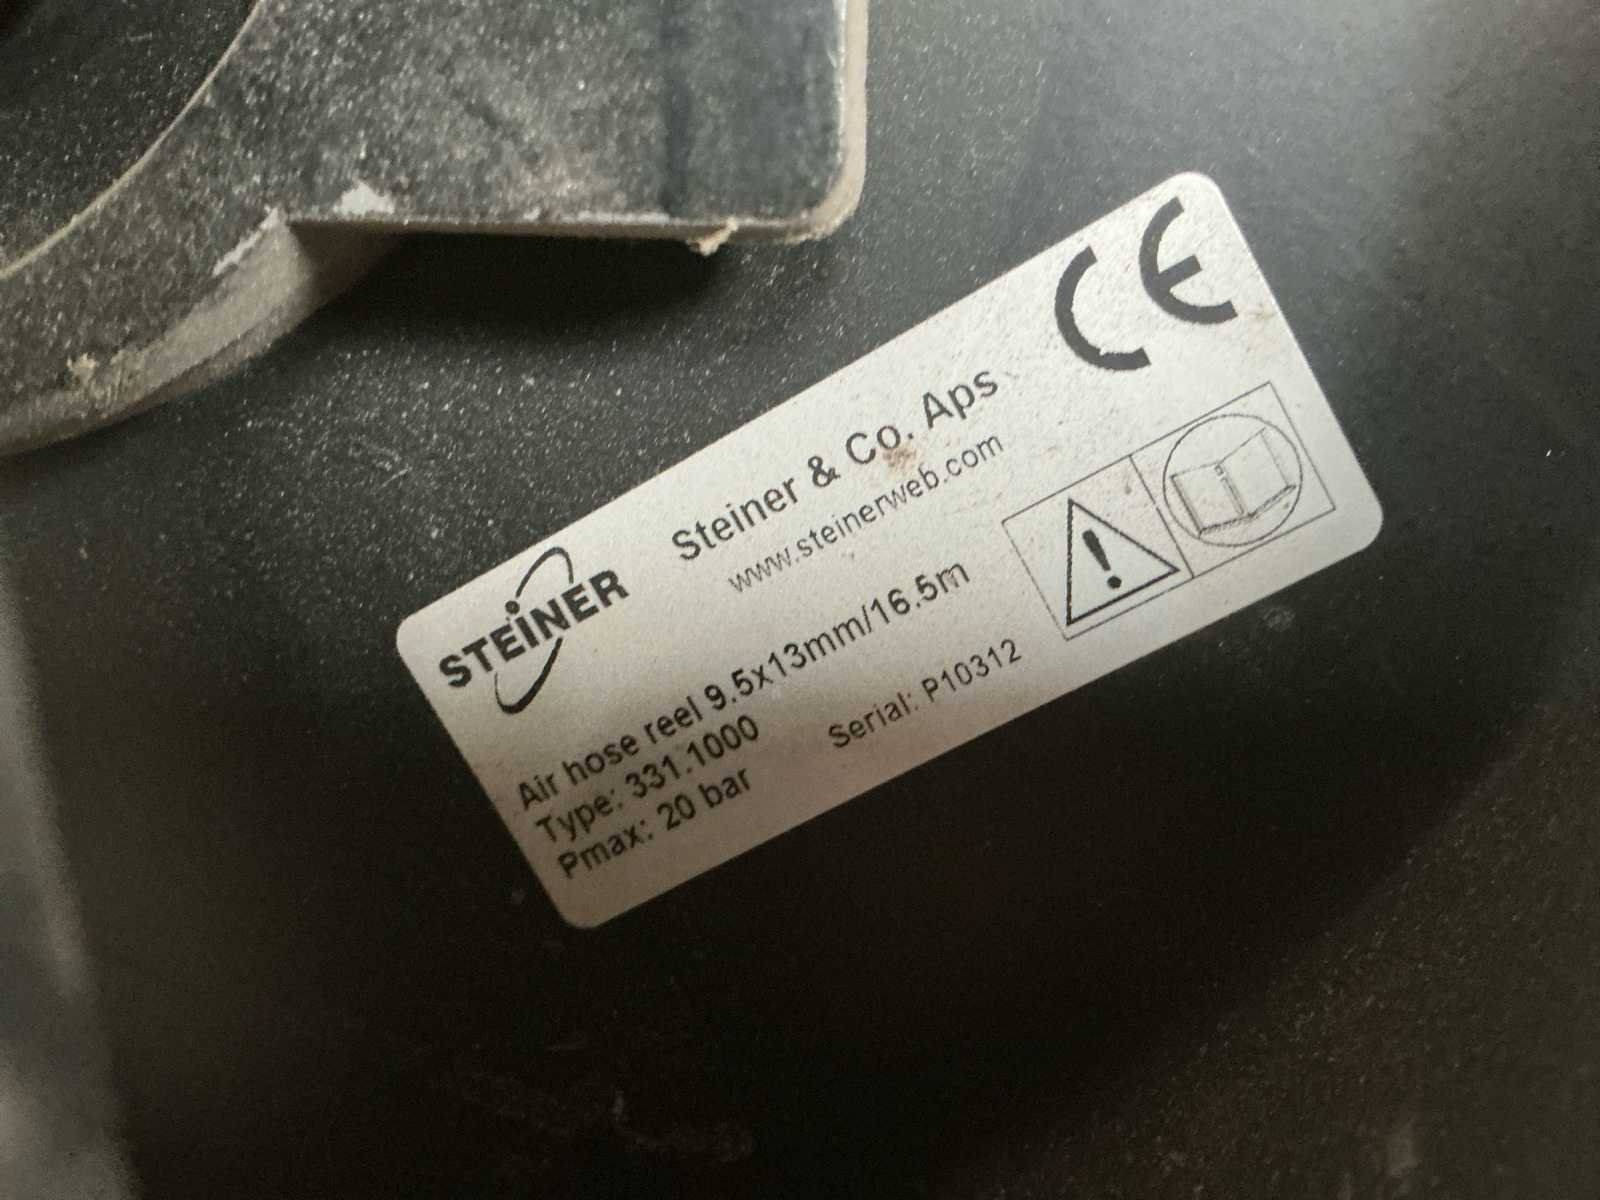 CE
Steiner & Co. Aps
www.steinerweb.com
STEINER
Air hose reel 9.5x13mm/16.5m
Type: 331.1000
Pmax: 20 bar
Serial: P10312